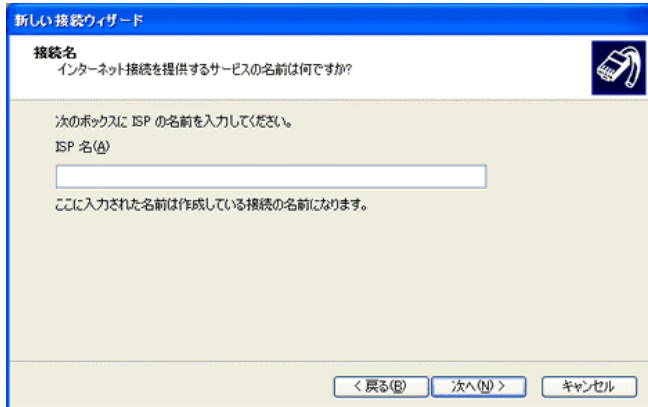 新しい接続ウィザード
接続名
インターネット接続を提供するサービスの名前は何ですか?
次のボックスに ISP の名前を入力してください。
ISP 名(A)
ここに入力された名前は作成している接続の名前になります。
< 戻る(B) 次へ(N) > キャンセル